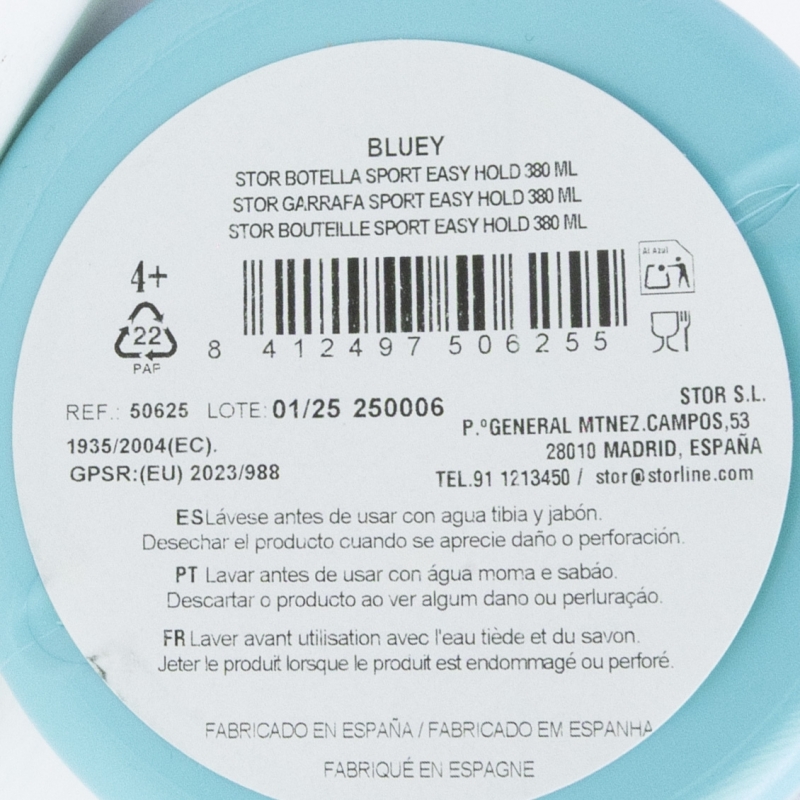 BLUEY
STOR BOTELLA SPORT EASY HOLD 380 ML
STOR GARRAFA SPORT EASY HOLD 380 ML
STOR BOUTEILLE SPORT EASY HOLD 380 ML
Al Azul
4+
22
PAP
8 412497 506255
REF.: 50625 LOTE: 01/25 250006
1935/2004(EC).
GPSR:(EU) 2023/988
STOR S.L.
P.ºGENERAL MTNEZ.CAMPOS,53
28010 MADRID, ESPAÑA
TEL.91 1213450 / stor@storline.com
ES Lávese antes de usar con agua tibia y jabón.
Desechar el producto cuando se aprecie daño o perforación.
PT Lavar antes de usar con água moma e sabáo.
Descartar o producto ao ver algum dano ou perluraçáo.
FR Laver avant utilisation avec l'eau tiède et du savon.
Jeter le produit lorsque le produit est endommagé ou perforé.
FABRICADO EN ESPAÑA / FABRICADO EM ESPANHA
FABRIQUÉ EN ESPAGNE